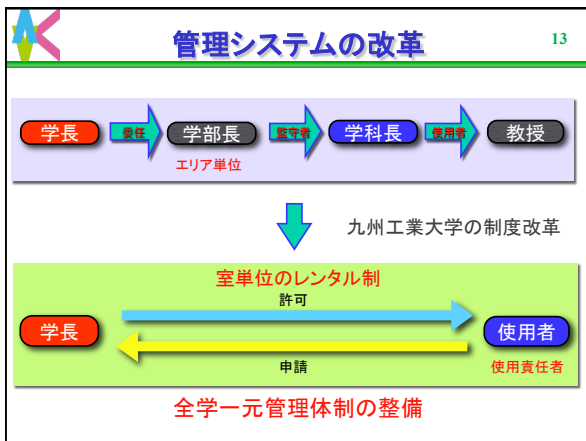 管理システムの改革
13
学長 委任 学部長 監守者 学科長 使用者 教授
エリア単位
九州工業大学の制度改革
室単位のレンタル制
許可
学長
使用者
申請
使用責任者
全学一元管理体制の整備